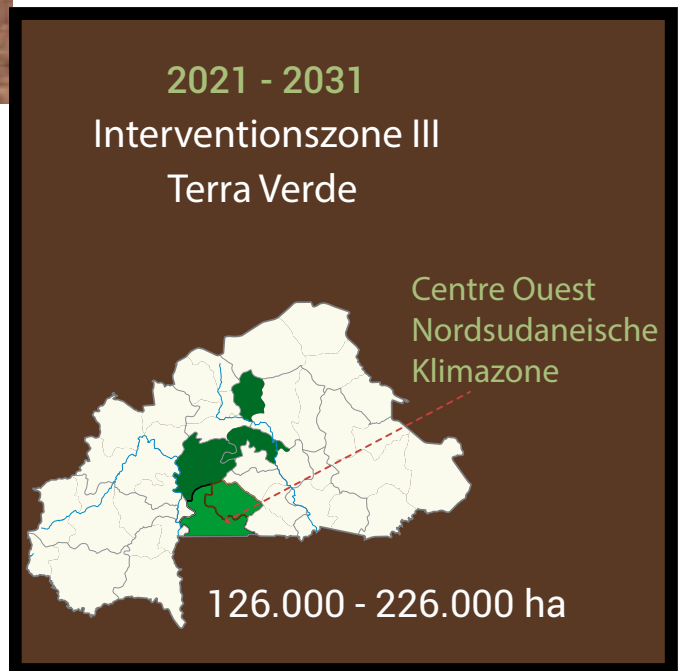 2021 - 2031
Interventionszone III
Terra Verde
Centre Ouest
Nordsudaneische
Klimazone
126.000 - 226.000 ha